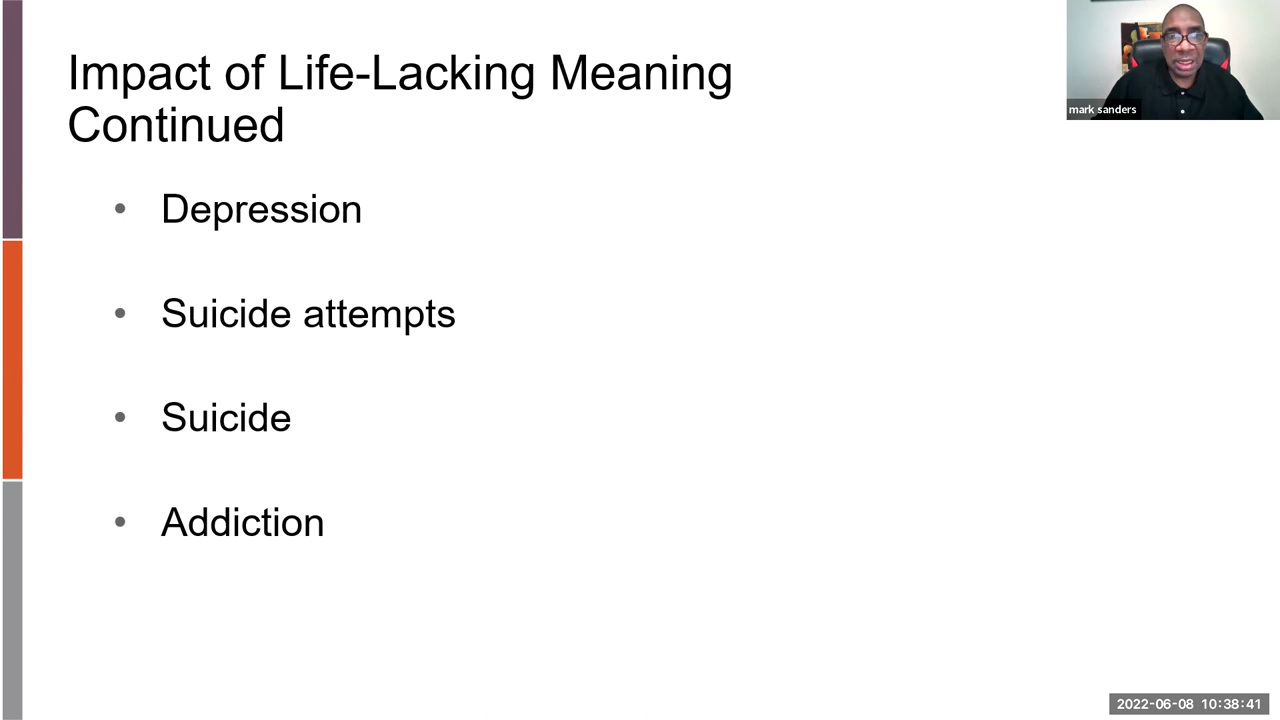 Impact of Life-Lacking Meaning
Continued
mark sanders
• Depression
• Suicide attempts
• Suicide
• Addiction
2022-06-08 10:38:41